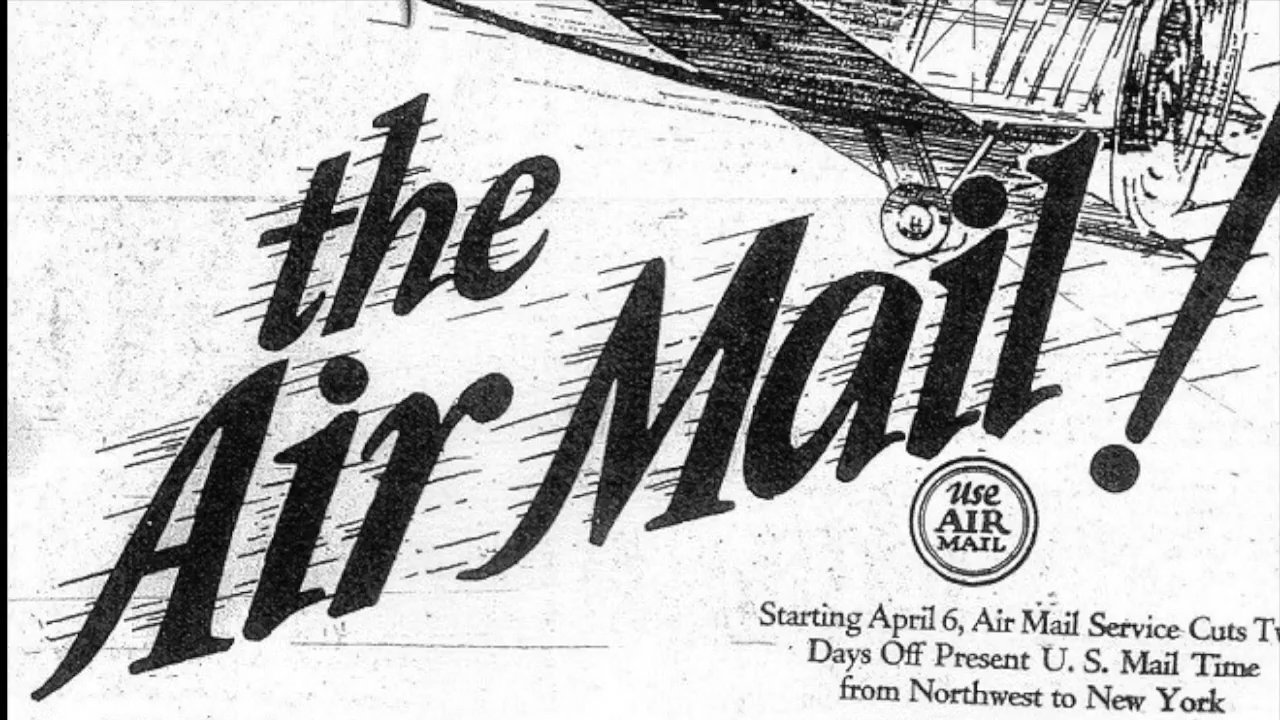 the
Air Mail!
Use
AIR
MAIL
Starting April 6, Air Mail Service Cuts
Days Off Present U. S. Mail Time
from Northwest to New York